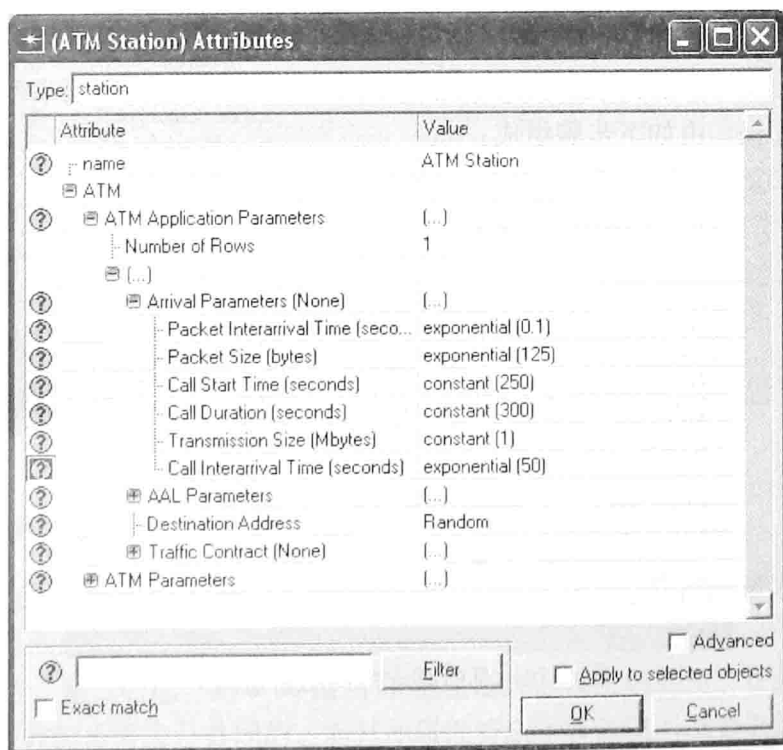 (ATM Station) Attributes
Type: station
Attribute Value
name ATM Station
ATM
ATM Application Parameters (...)
Number of Rows 1
(...)
Arrival Parameters (None) (...)
Packet Interarrival Time (seco... exponential (0.1)
Packet Size (bytes) exponential (125)
Call Start Time (seconds) constant (250)
Call Duration (seconds) constant (300)
Transmission Size (Mbytes) constant (1)
Call Interarrival Time (seconds) exponential (50)
AAL Parameters (...)
Destination Address Random
Traffic Contract (None) (...)
ATM Parameters (...)
Advanced
Filter
Apply to selected objects
Exact match
OK
Cancel